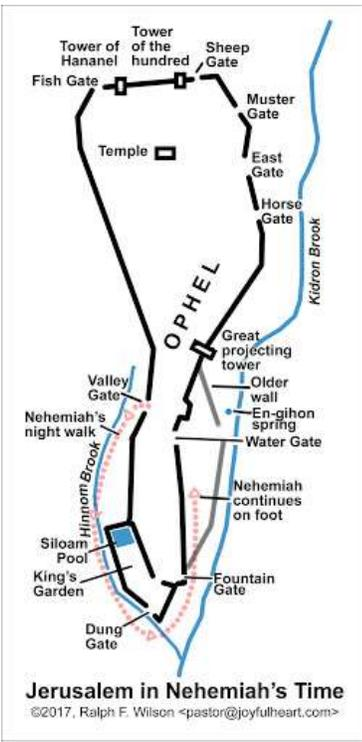 Tower of
Hananel
Tower
of the
hundred
Sheep
Gate
Fish Gate
Muster
Gate
Temple
East
Gate
Horse
Gate
Kidron Brook
OPHEL
Great
projecting
tower
Valley
Gate
Older
wall
Nehemiah's
night walk
En-gihon
spring
Water Gate
Hinnom Brook
Nehemiah
continues
on foot
Siloam
Pool
King's
Garden
Fountain
Gate
Dung
Gate
Jerusalem in Nehemiah's Time
©2017, Ralph F. Wilson <pastor@joyfulheart.com>